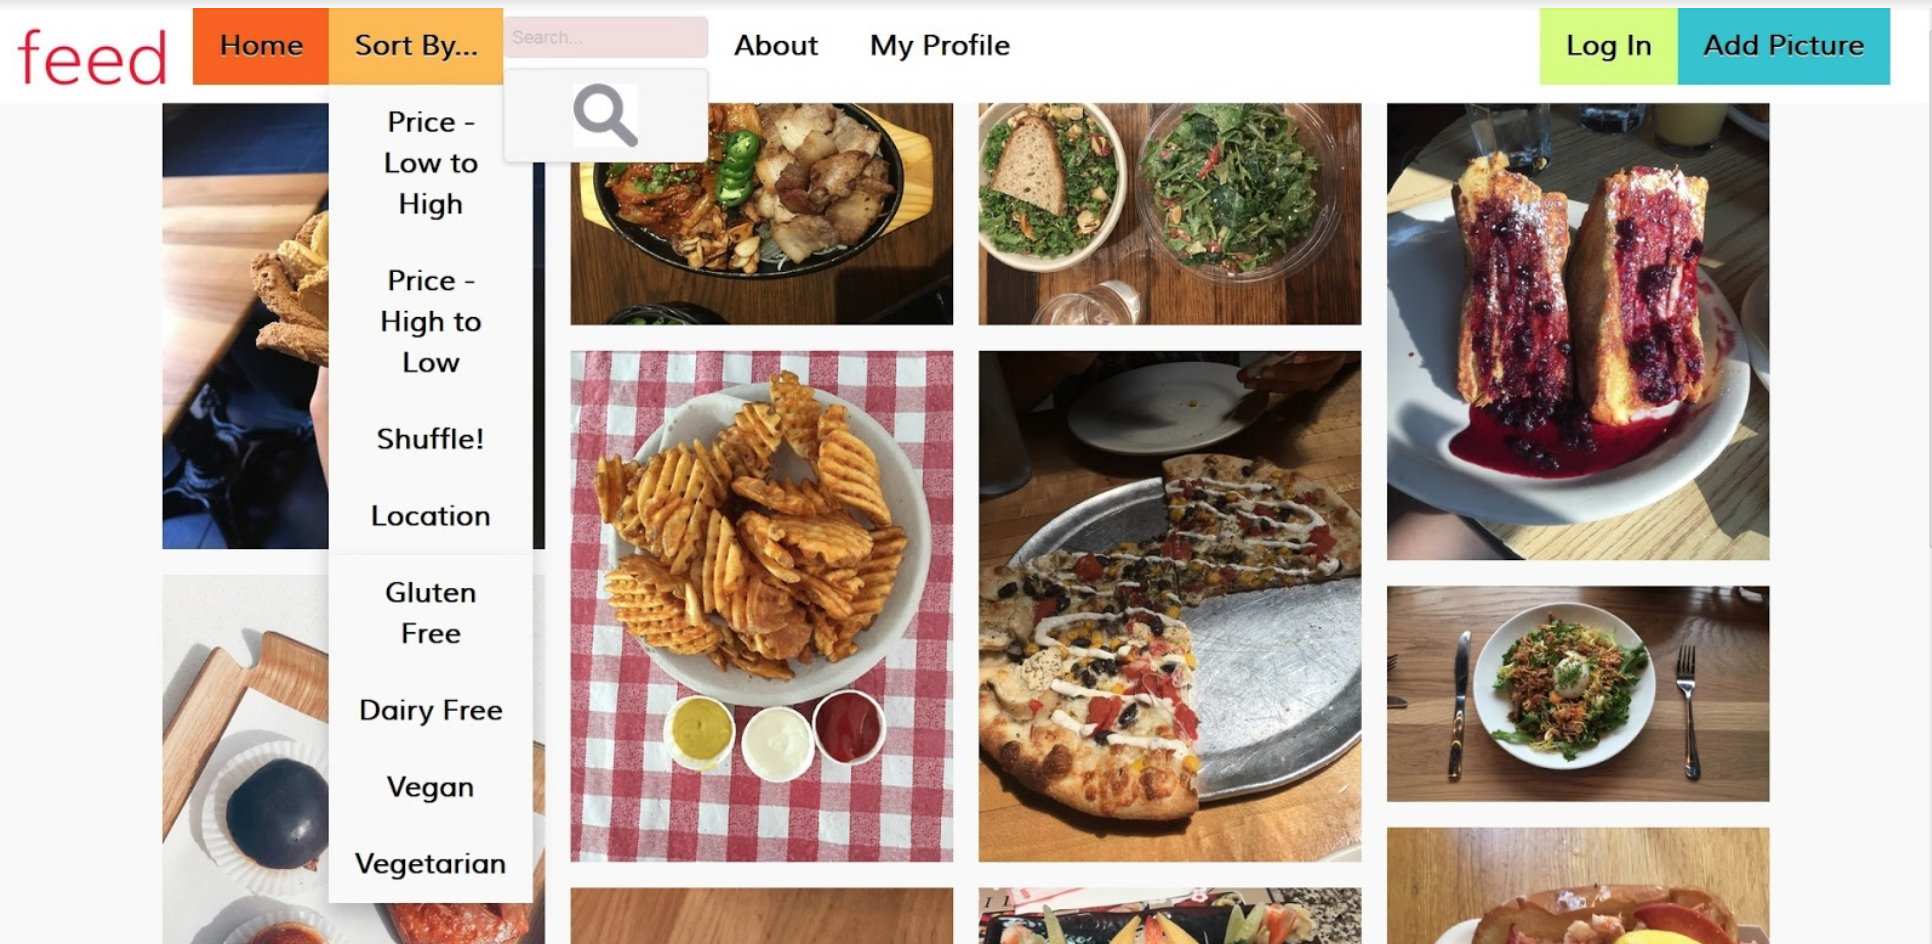 feed
Home
Sort By...
Search...
About
My Profile
Log In
Add Picture
Price -
Low to
High
Price -
High to
Low
Shuffle!
Location
Gluten
Free
Dairy Free
Vegan
Vegetarian